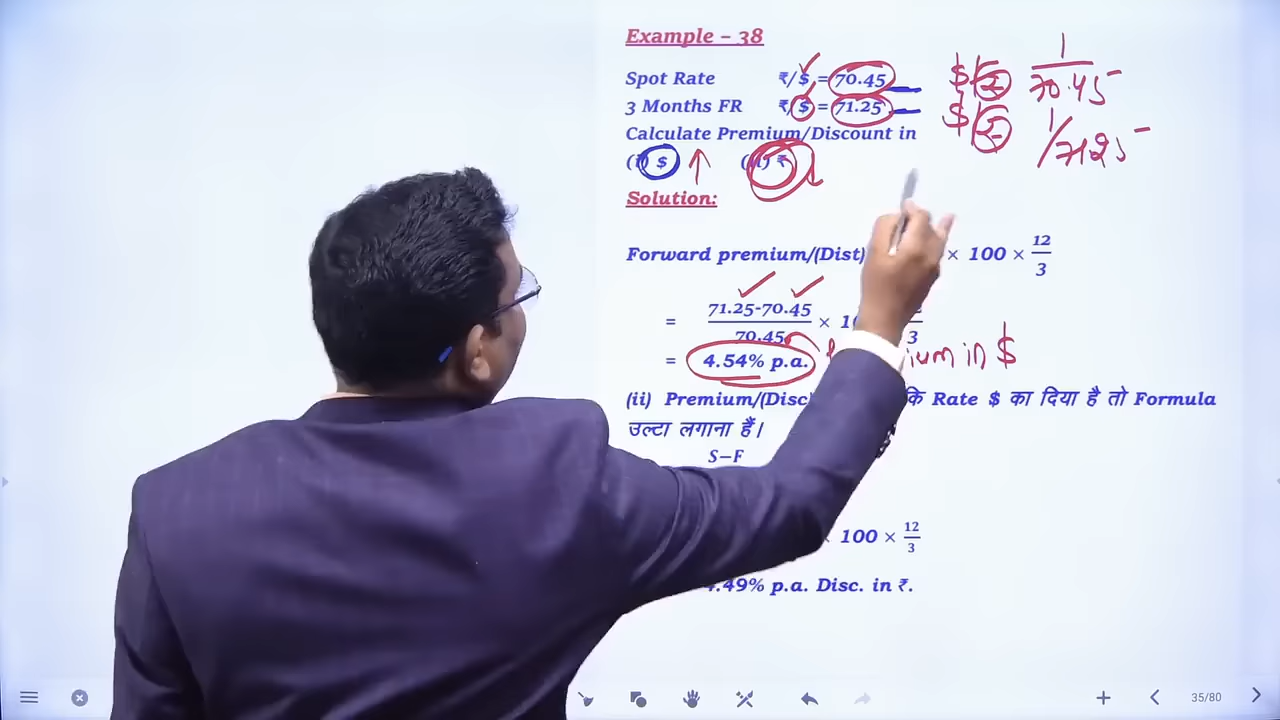 Example – 38
Spot Rate ₹/$ = 70.45
3 Months FR ₹/$ = 71.25
Calculate Premium/Discount in
(i) $ (ii) ₹
$/₹ 1/70.45
$/₹ 1/71.25
Solution:
Forward premium/(Dist) × 100 × 12/3
= 71.25-70.45/70.45 × 3
= 4.54% p.a. in $
(ii) Premium/(Disc कि Rate $ का दिया है तो Formula
उल्टा लगाना हैं।
S–F
× 100 × 12/3
.49% p.a. Disc. in ₹.
35/80